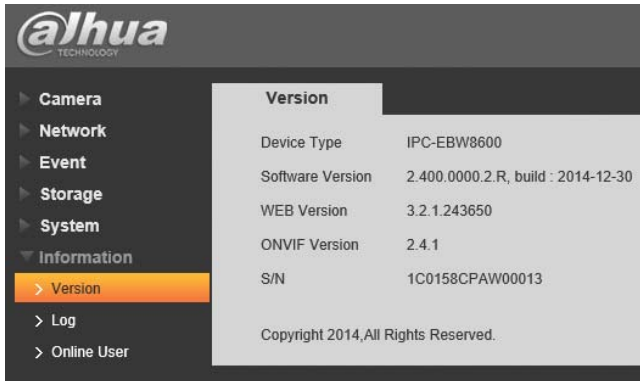 alhua
TECHNOLOGY
Camera
Network
Event
Storage
System
Information
Version
Log
Online User
Version
Device Type IPC-EBW8600
Software Version 2.400.0000.2.R, build : 2014-12-30
WEB Version 3.2.1.243650
ONVIF Version 2.4.1
S/N 1C0158CPAW00013
Copyright 2014,All Rights Reserved.